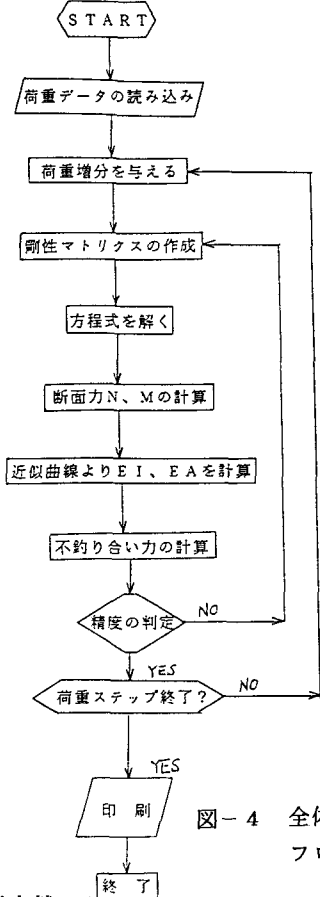 START
荷重データの読み込み
荷重増分を与える
剛性マトリクスの作成
方程式を解く
断面力N、Mの計算
近似曲線よりEI、EAを計算
不釣り合い力の計算
精度の判定
NO
YES
荷重ステップ終了?
NO
YES
印刷
図-4 全体
フロ
終了